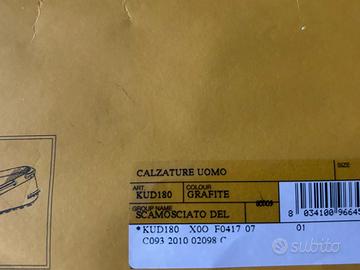 CALZATURE UOMO
SIZE
ART. COLOUR
KUD180 GRAFITE
GROUP NAME
SCAMOSCIATO DEL
8 034100 96645
*KUD180 X0O F0417 07 01
C093 2010 02098 C
subito